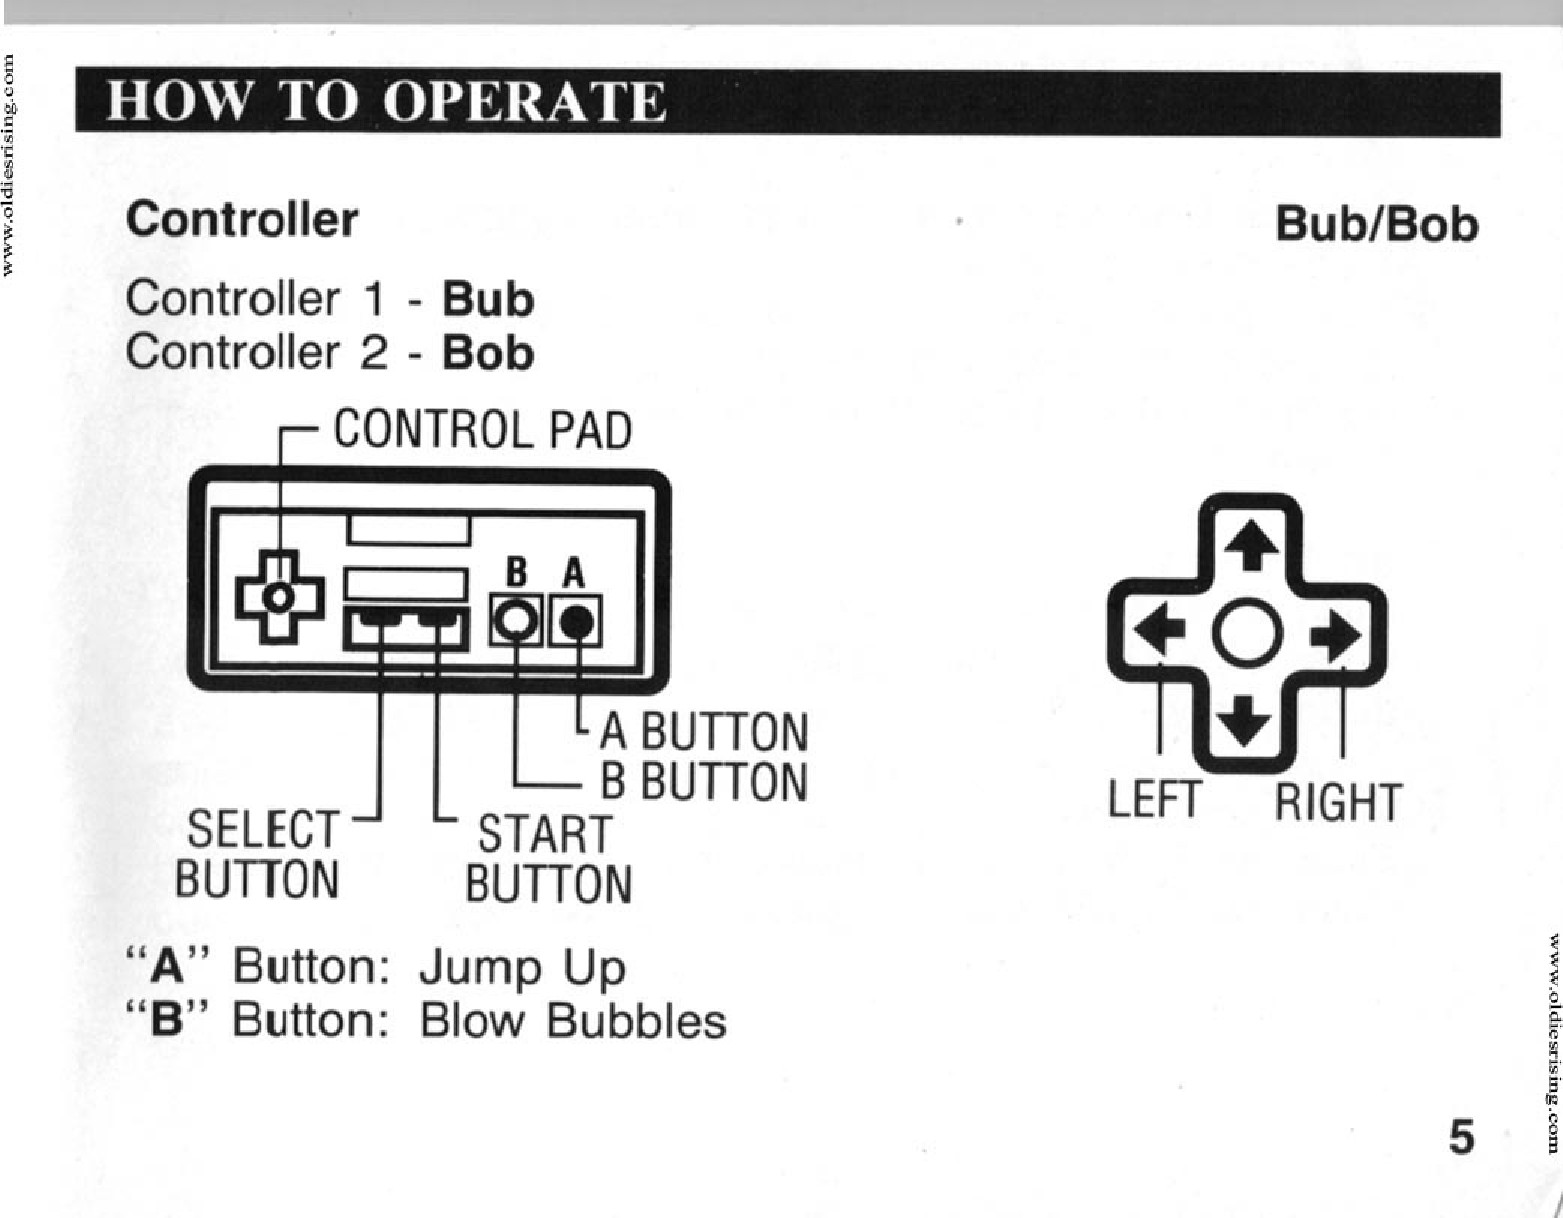 www.oldiesrising.com
HOW TO OPERATE
Controller
Bub/Bob
Controller 1 - Bub
Controller 2 - Bob
CONTROL PAD
B A
A BUTTON
B BUTTON
SELECT
BUTTON
START
BUTTON
LEFT
RIGHT
“A” Button: Jump Up
“B” Button: Blow Bubbles
5
www.oldiesrising.com